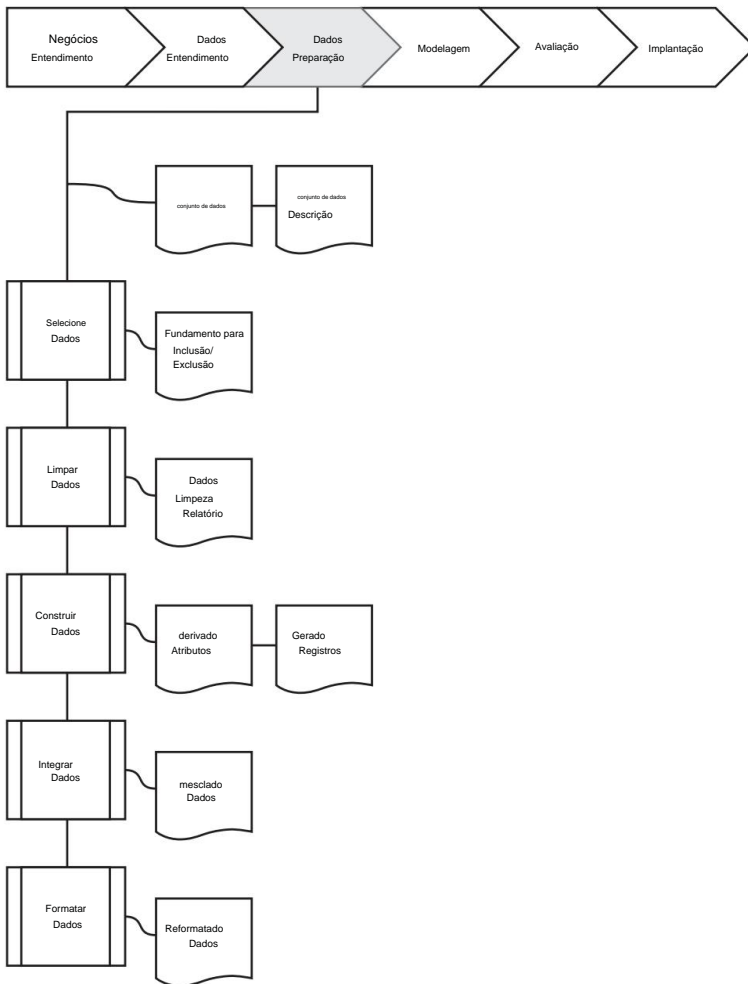 Negócios
Entendimento
Dados
Entendimento
Dados
Preparação
Modelagem
Avaliação
Implantação
conjunto de dados
conjunto de dados
Descrição
Selecione
Dados
Fundamento para
Inclusão/
Exclusão
Limpar
Dados
Dados
Limpeza
Relatório
Construir
Dados
derivado
Atributos
Gerado
Registros
Integrar
Dados
mesclado
Dados
Formatar
Dados
Reformatado
Dados